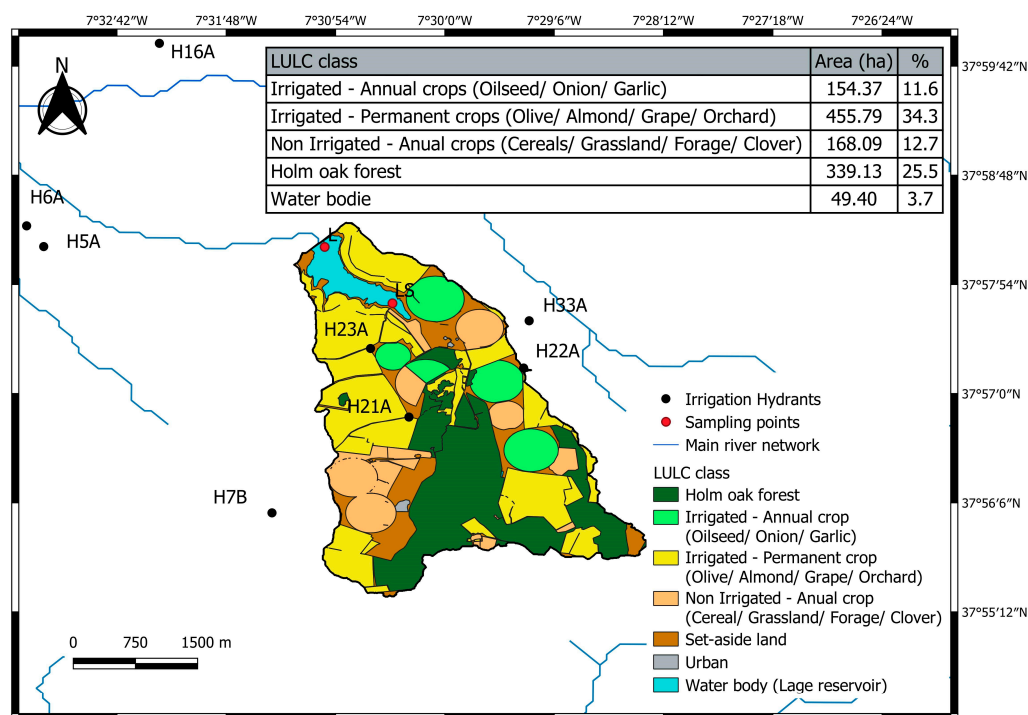 7°32′42″W 7°31′48″W 7°30′54″W 7°30′0″W 7°29′6″W 7°28′12″W 7°27′18″W 7°26′24″W
H16A
N
LULC class Area (ha) %
Irrigated - Annual crops (Oilseed/ Onion/ Garlic) 154.37 11.6
Irrigated - Permanent crops (Olive/ Almond/ Grape/ Orchard) 455.79 34.3
Non Irrigated - Anual crops (Cereals/ Grassland/ Forage/ Clover) 168.09 12.7
Holm oak forest 339.13 25.5
Water bodie 49.40 3.7
37°59′42″N
37°58′48″N
H6A
H5A
L
37°57′54″N
LS
H33A
H23A
H22A
37°57′0″N
H21A
Irrigation Hydrants
Sampling points
Main river network
LULC class
Holm oak forest
H7B
37°56′6″N
Irrigated - Annual crop
(Oilseed/ Onion/ Garlic)
Irrigated - Permanent crop
(Olive/ Almond/ Grape/ Orchard)
Non Irrigated - Anual crop
(Cereal/ Grassland/ Forage/ Clover)
37°55′12″N
Set-aside land
Urban
Water body (Lage reservoir)
0 750 1500 m